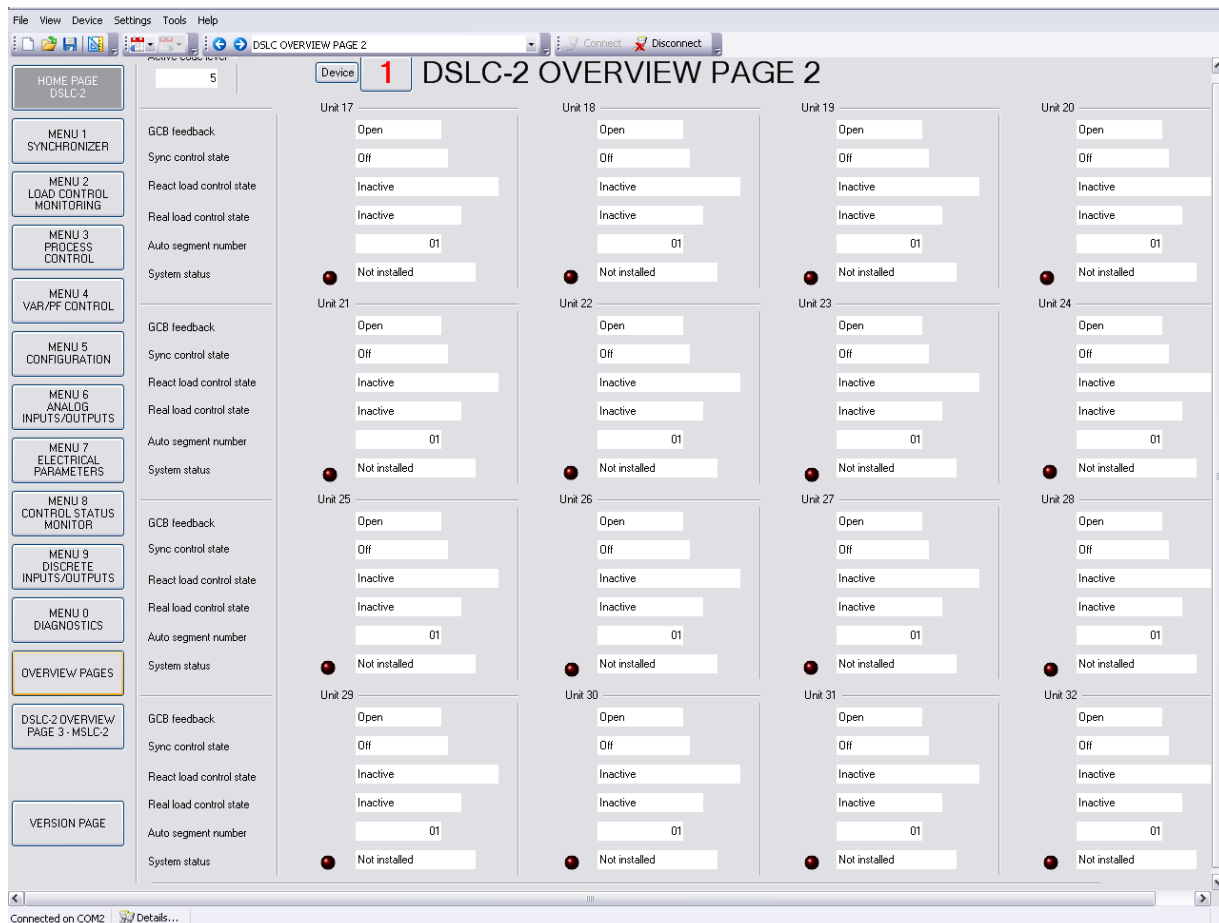 File View Device Settings Tools Help
DSLC OVERVIEW PAGE 2 Connect Disconnect
Active code level
5
Device 1 DSLC-2 OVERVIEW PAGE 2
HOME PAGE
DSLC-2
MENU 1
SYNCHRONIZER
MENU 2
LOAD CONTROL
MONITORING
MENU 3
PROCESS
CONTROL
MENU 4
VAR/PF CONTROL
MENU 5
CONFIGURATION
MENU 6
ANALOG
INPUTS/OUTPUTS
MENU 7
ELECTRICAL
PARAMETERS
MENU 8
CONTROL STATUS
MONITOR
MENU 9
DISCRETE
INPUTS/OUTPUTS
MENU 0
DIAGNOSTICS
OVERVIEW PAGES
DSLC-2 OVERVIEW
PAGE 3 - MSLC-2
VERSION PAGE
Unit 17 Unit 18 Unit 19 Unit 20
GCB feedback Open Open Open Open
Sync control state Off Off Off Off
React load control state Inactive Inactive Inactive Inactive
Real load control state Inactive Inactive Inactive Inactive
Auto segment number 01 01 01 01
System status Not installed Not installed Not installed Not installed
Unit 21 Unit 22 Unit 23 Unit 24
GCB feedback Open Open Open Open
Sync control state Off Off Off Off
React load control state Inactive Inactive Inactive Inactive
Real load control state Inactive Inactive Inactive Inactive
Auto segment number 01 01 01 01
System status Not installed Not installed Not installed Not installed
Unit 25 Unit 26 Unit 27 Unit 28
GCB feedback Open Open Open Open
Sync control state Off Off Off Off
React load control state Inactive Inactive Inactive Inactive
Real load control state Inactive Inactive Inactive Inactive
Auto segment number 01 01 01 01
System status Not installed Not installed Not installed Not installed
Unit 29 Unit 30 Unit 31 Unit 32
GCB feedback Open Open Open Open
Sync control state Off Off Off Off
React load control state Inactive Inactive Inactive Inactive
Real load control state Inactive Inactive Inactive Inactive
Auto segment number 01 01 01 01
System status Not installed Not installed Not installed Not installed
Connected on COM2 Details...